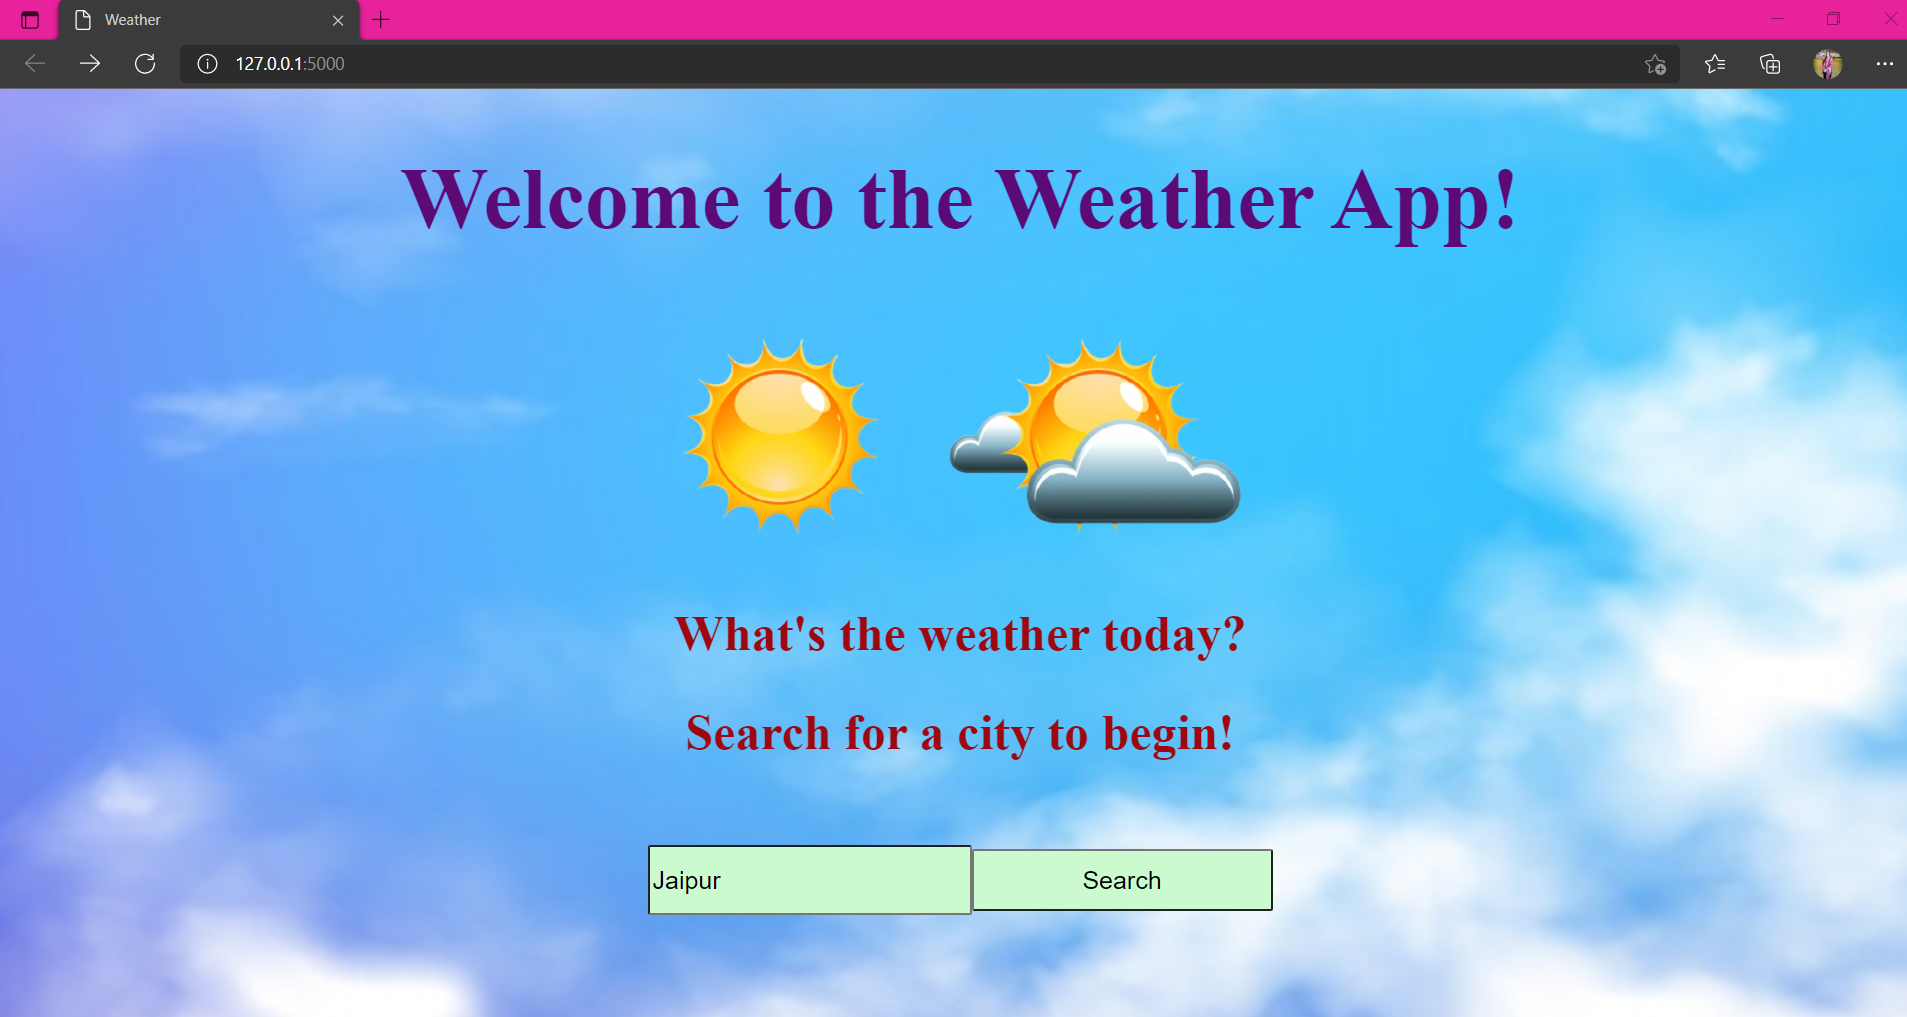 Weather
127.0.0.1:5000
Welcome to the Weather App!
What's the weather today?
Search for a city to begin!
Jaipur
Search